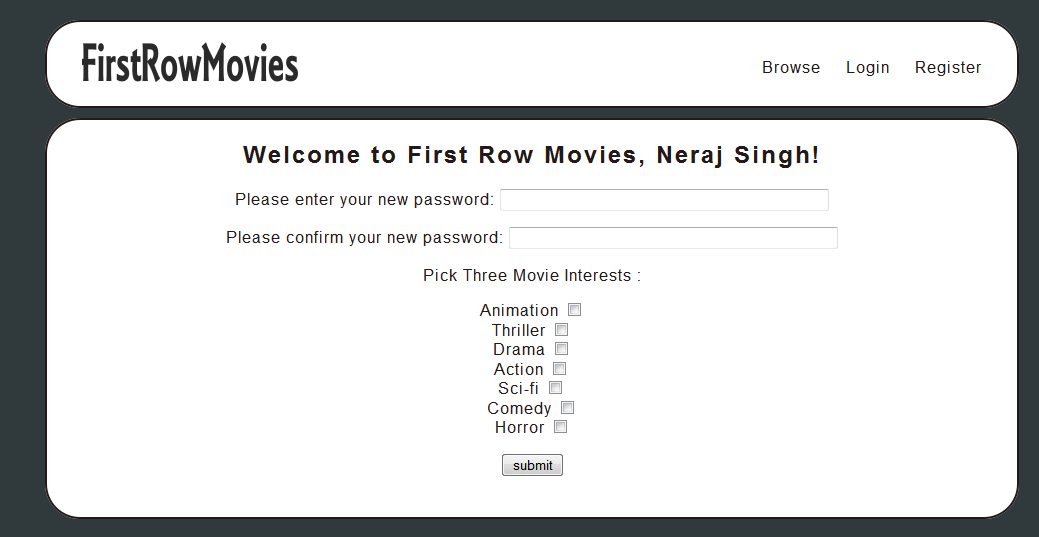 FirstRowMovies
Browse Login Register
Welcome to First Row Movies, Neraj Singh!
Please enter your new password:
Please confirm your new password:
Pick Three Movie Interests :
Animation
Thriller
Drama
Action
Sci-fi
Comedy
Horror
submit